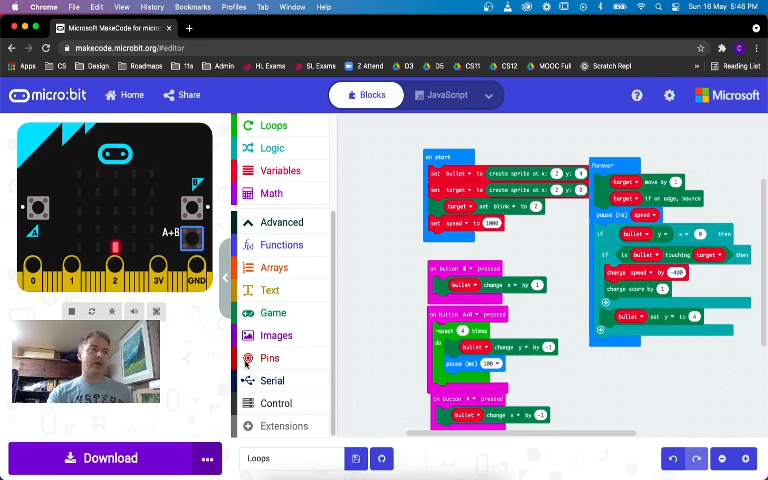 Chrome File Edit View History Bookmarks Profiles Tab Window Help
Sun 16 May 5:46 PM
Microsoft MakeCode for micro:
makecode.microbit.org/#editor
Apps CS Design Roadmaps 11s Admin HL Exams SL Exams Z Attend D3 D5 CS11 CS12 MOOC Full Scratch Repl » Reading List
micro:bit Home Share Blocks JavaScript Microsoft
B
A
A+B
0 1 2 3V GND
Loops
Logic
Variables
Math
Advanced
Functions
Arrays
Text
Game
Images
Pins
Serial
Control
Extensions
on start
set bullet to create sprite at x: 2 y: 4
set target to create sprite at x: 2 y: 0
target set blink to 2
set speed to 1000
on button B pressed
bullet change x by 1
on button A+B pressed
repeat 4 times
do
bullet change y by -1
pause (ms) 100
on button A pressed
bullet change x by -1
forever
target move by 1
target if on edge, bounce
pause (ms) speed
if bullet y = 0 then
if is bullet touching target then
change speed by -400
change score by 1
bullet set y to 4
Download
Loops